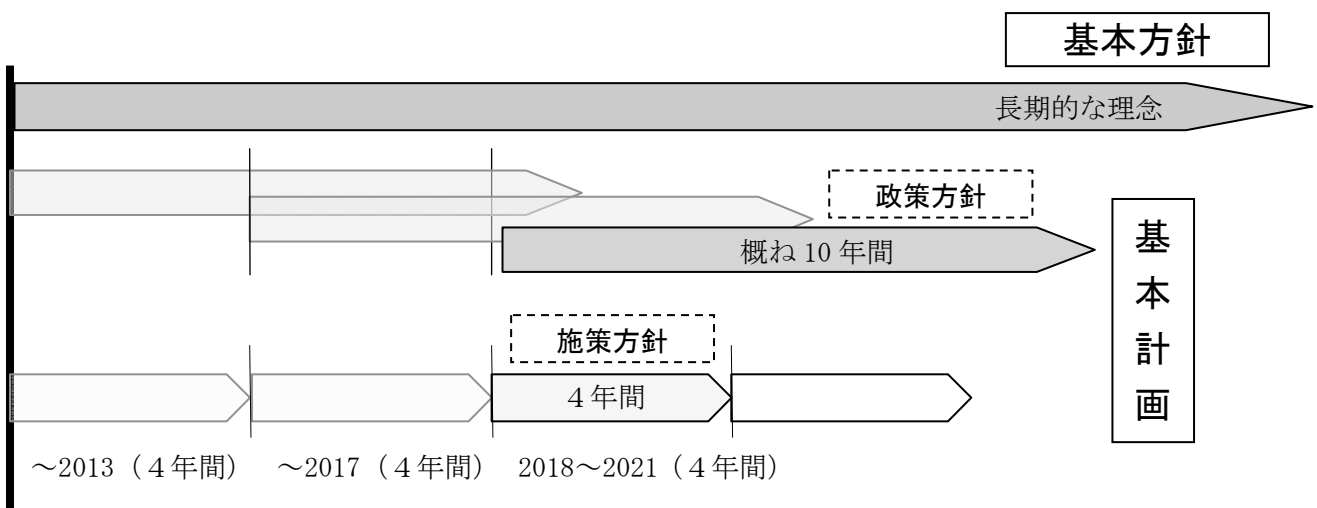 基本方針
長期的な理念
政策方針
概ね 10 年間
基本計画
施策方針
４年間
～2013（４年間）
～2017（４年間）
2018～2021（４年間）